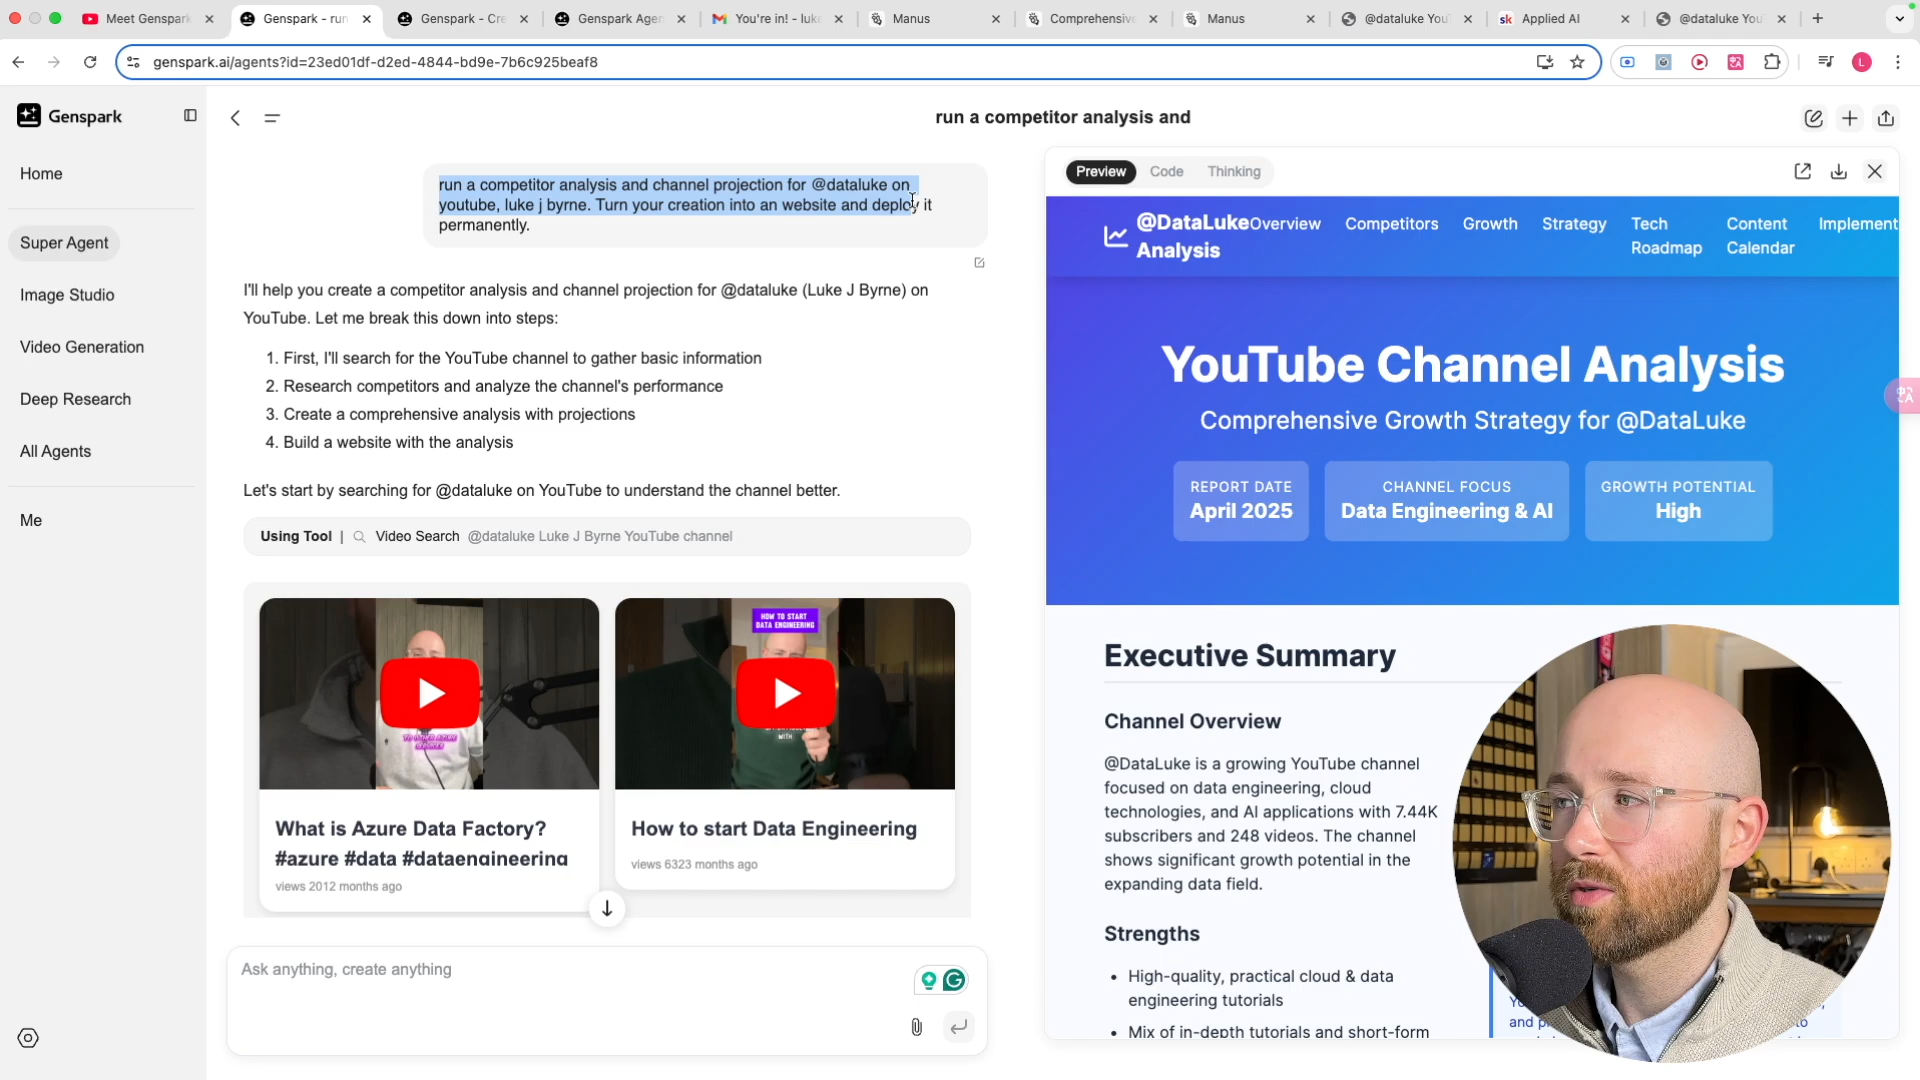 Meet Genspark
Genspark - run
Genspark - Cre
Genspark Agen
You're in! - luke
Manus
Comprehensive
Manus
@dataluke You
Applied AI
@dataluke You
genspark.ai/agents?id=23ed01df-d2ed-4844-bd9e-7b6c925beaf8
L
Genspark
Home
Super Agent
Image Studio
Video Generation
Deep Research
All Agents
Me
run a competitor analysis and
run a competitor analysis and channel projection for @dataluke on
youtube, luke j byrne. Turn your creation into an website and deploy it
permanently.
I'll help you create a competitor analysis and channel projection for @dataluke (Luke J Byrne) on
YouTube. Let me break this down into steps:
1. First, I'll search for the YouTube channel to gather basic information
2. Research competitors and analyze the channel's performance
3. Create a comprehensive analysis with projections
4. Build a website with the analysis
Let's start by searching for @dataluke on YouTube to understand the channel better.
Using Tool | Video Search @dataluke Luke J Byrne YouTube channel
TO OTHER AZURE
SERVICES
HOW TO START
DATA ENGINEERING
WITH
What is Azure Data Factory?
#azure #data #dataengineering
views 2012 months ago
How to start Data Engineering
views 6323 months ago
Ask anything, create anything
Preview
Code
Thinking
@DataLuke
Analysis
Overview
Competitors
Growth
Strategy
Tech
Roadmap
Content
Calendar
Implement
YouTube Channel Analysis
Comprehensive Growth Strategy for @DataLuke
REPORT DATE
April 2025
CHANNEL FOCUS
Data Engineering & AI
GROWTH POTENTIAL
High
Executive Summary
Channel Overview
@DataLuke is a growing YouTube channel
focused on data engineering, cloud
technologies, and AI applications with 7.44K
subscribers and 248 videos. The channel
shows significant growth potential in the
expanding data field.
Strengths
• High-quality, practical cloud & data
engineering tutorials
• Mix of in-depth tutorials and short-form